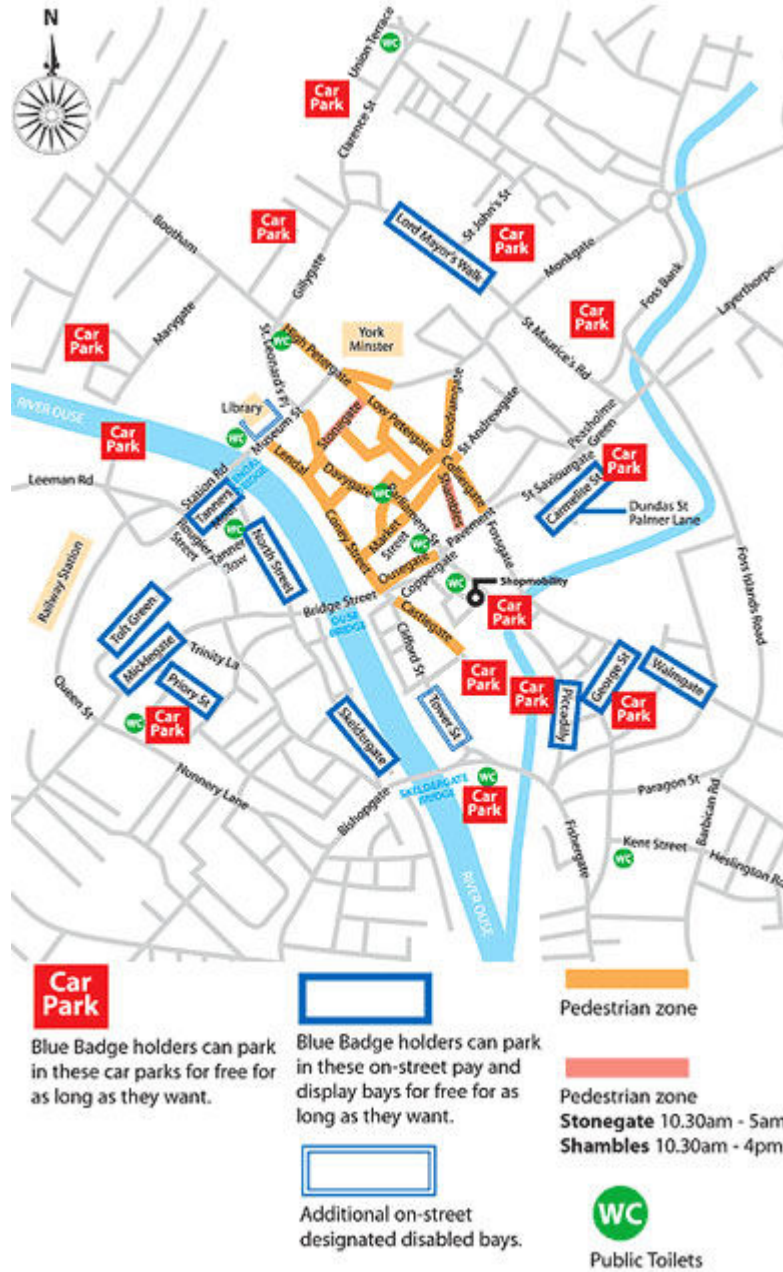 N
Union Terrace
WC
Car
Park
Clarence St
Car
Park
St John's St
Lord Mayor's Walk
Car
Park
Bootham
Gillygate
Monkgate
Foss Bank
Layerthorpe
Marygate
Car
Park
Car
Park
St Maurice's Rd
High Petergate
York
Minster
WC
St. Leonard's Pl
Library
Museum St
Stonegate
Low Petergate
Goodramgate
St Andrewgate
Peasholme
Green
RIVER OUSE
Car
Park
WC
Lendal
Davygate
Colliergate
St Saviourgate
Car
Park
Carmelite St
Dundas St
Palmer Lane
Leeman Rd
Station Rd
Tanners
WC
Parliament St
Shambles
Pavement
Fossgate
Coney Street
Market
Street
WC
Rougier
Street
Tanner
Row
WC
North Street
Ousegate
Coppergate
WC
Shopmobility
Foss Islands Road
Railway Station
Bridge Street
OUSE
BRIDGE
Castlegate
Car
Park
Toft Green
Micklegate
Trinity La
Priory St
Clifford St
Car
Park
Car
Park
Piccadilly
George St
Walmgate
Car
Park
Queen St
WC
Car
Park
Skeldergate
Tower St
Nunnery Lane
Bishopgate
SKELDERGATE
BRIDGE
WC
Car
Park
Paragon St
Barbican Rd
Fishergate
Kent Street
WC
Heslington Rd
RIVER OUSE
Car
Park
Blue Badge holders can park
in these car parks for free for
as long as they want.
Blue Badge holders can park
in these on-street pay and
display bays for free for as
long as they want.
Additional on-street
designated disabled bays.
Pedestrian zone
Pedestrian zone
Stonegate 10.30am - 5am
Shambles 10.30am - 4pm
WC
Public Toilets